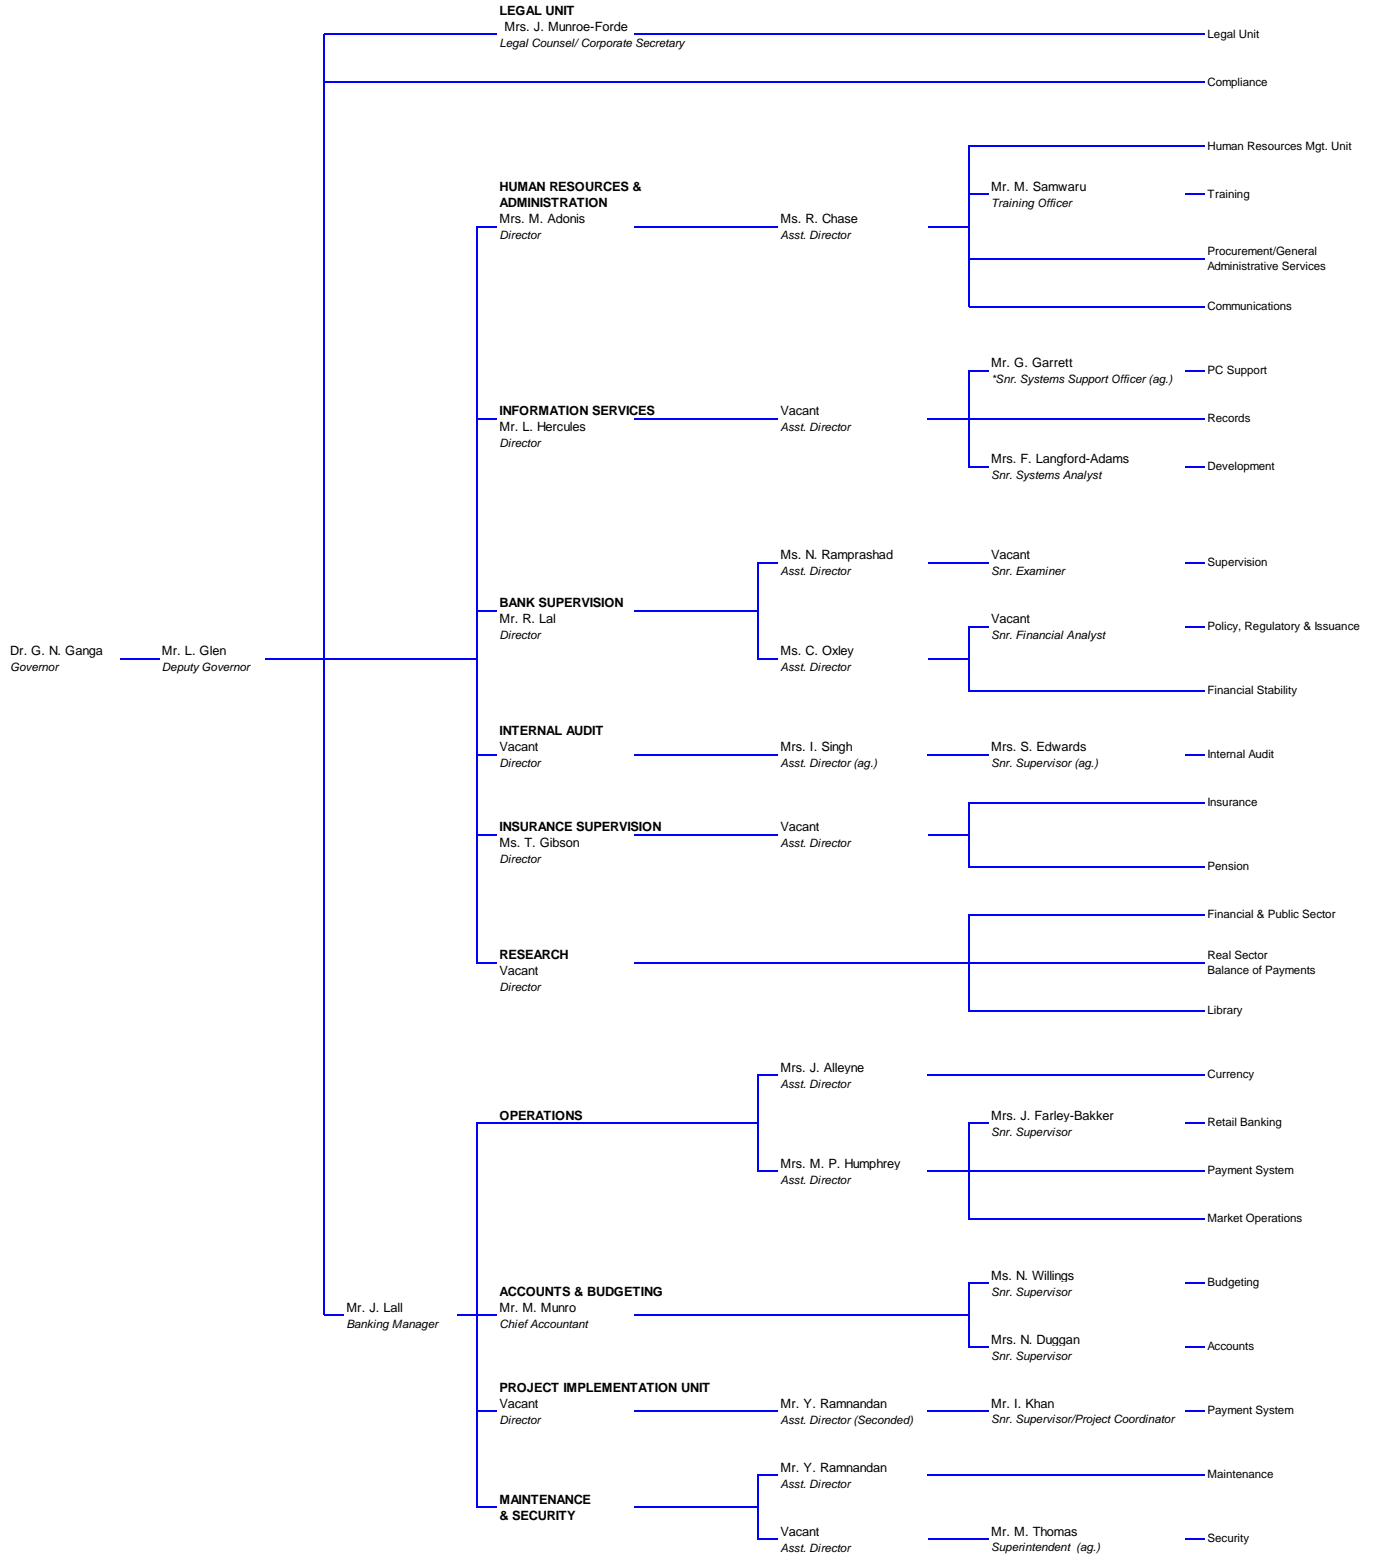 LEGAL UNIT
Mrs. J. Munroe-Forde
Legal Counsel/ Corporate Secretary
Legal Unit
Compliance
Human Resources Mgt. Unit
HUMAN RESOURCES &
ADMINISTRATION
Mrs. M. Adonis
Director
Ms. R. Chase
Asst. Director
Mr. M. Samwaru
Training Officer
Training
Procurement/General
Administrative Services
Communications
INFORMATION SERVICES
Mr. L. Hercules
Director
Vacant
Asst. Director
Mr. G. Garrett
*Snr. Systems Support Officer (ag.)
PC Support
Records
Mrs. F. Langford-Adams
Snr. Systems Analyst
Development
BANK SUPERVISION
Mr. R. Lal
Director
Ms. N. Ramprashad
Asst. Director
Vacant
Snr. Examiner
Supervision
Ms. C. Oxley
Asst. Director
Vacant
Snr. Financial Analyst
Policy, Regulatory & Issuance
Financial Stability
Dr. G. N. Ganga
Governor
Mr. L. Glen
Deputy Governor
INTERNAL AUDIT
Vacant
Director
Mrs. I. Singh
Asst. Director (ag.)
Mrs. S. Edwards
Snr. Supervisor (ag.)
Internal Audit
INSURANCE SUPERVISION
Ms. T. Gibson
Director
Vacant
Asst. Director
Insurance
Pension
RESEARCH
Vacant
Director
Financial & Public Sector
Real Sector
Balance of Payments
Library
OPERATIONS
Mrs. J. Alleyne
Asst. Director
Currency
Mrs. M. P. Humphrey
Asst. Director
Mrs. J. Farley-Bakker
Snr. Supervisor
Retail Banking
Payment System
Market Operations
Mr. J. Lall
Banking Manager
ACCOUNTS & BUDGETING
Mr. M. Munro
Chief Accountant
Ms. N. Willings
Snr. Supervisor
Budgeting
Mrs. N. Duggan
Snr. Supervisor
Accounts
PROJECT IMPLEMENTATION UNIT
Vacant
Director
Mr. Y. Ramnandan
Asst. Director (Seconded)
Mr. I. Khan
Snr. Supervisor/Project Coordinator
Payment System
MAINTENANCE
& SECURITY
Mr. Y. Ramnandan
Asst. Director
Maintenance
Vacant
Asst. Director
Mr. M. Thomas
Superintendent (ag.)
Security